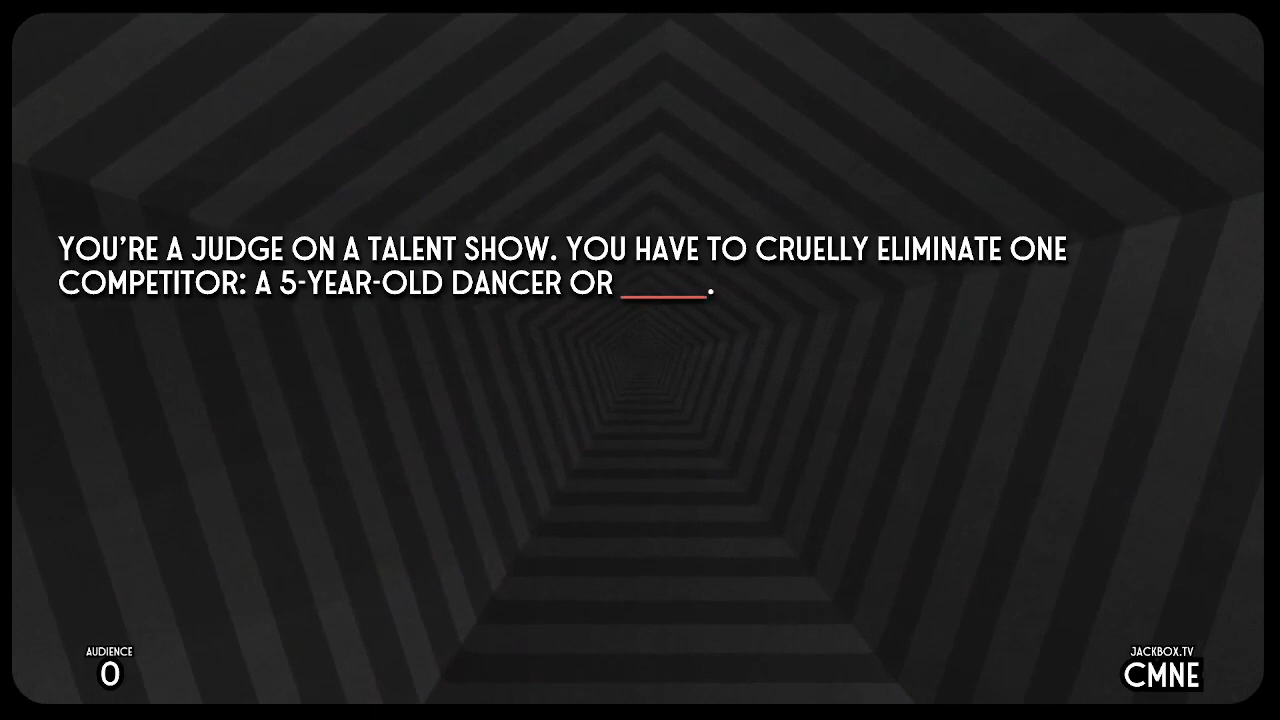 YOU'RE A JUDGE ON A TALENT SHOW. YOU HAVE TO CRUELLY ELIMINATE ONE
COMPETITOR: A 5-YEAR-OLD DANCER OR ______.
AUDIENCE
0
JACKBOX.TV
CMNE